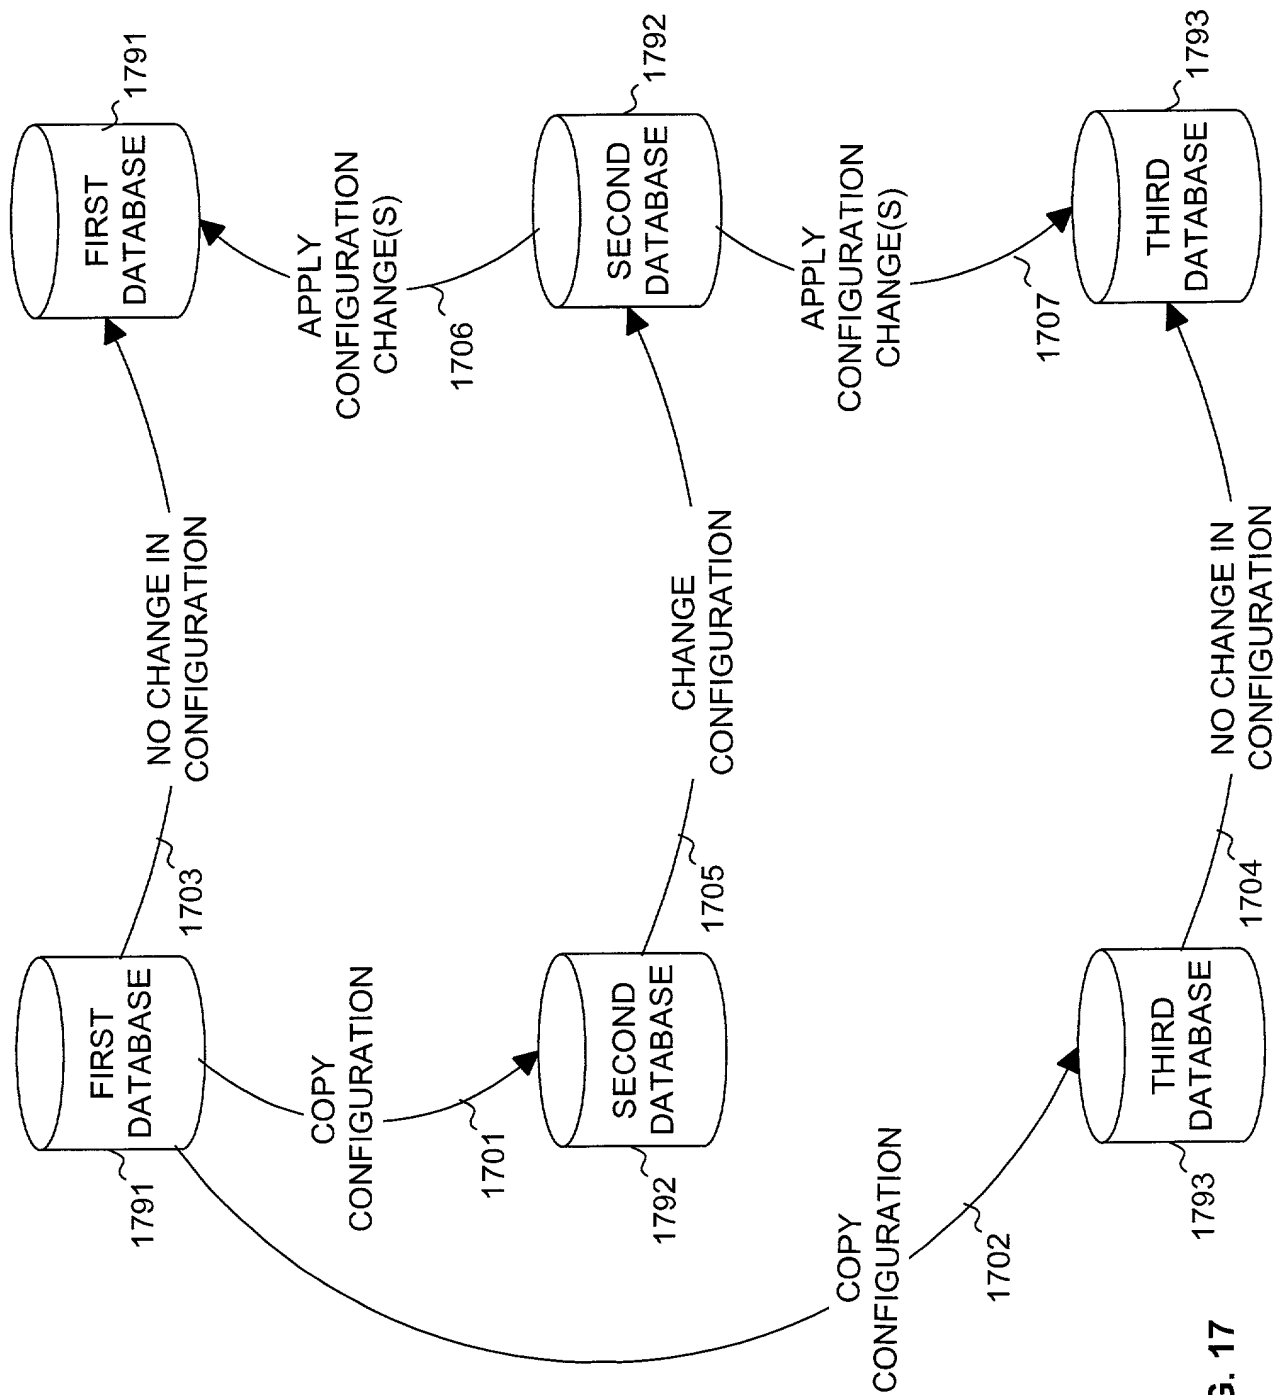 FIRST
DATABASE
1791
COPY
CONFIGURATION
1701
SECOND
DATABASE
1792
COPY
CONFIGURATION
1702
THIRD
DATABASE
1793
1703
NO CHANGE IN
CONFIGURATION
1705
CHANGE
CONFIGURATION
1704
NO CHANGE IN
CONFIGURATION
FIRST
DATABASE
1791
APPLY
CONFIGURATION
CHANGE(S)
1706
SECOND
DATABASE
1792
APPLY
CONFIGURATION
CHANGE(S)
1707
THIRD
DATABASE
1793
G. 17